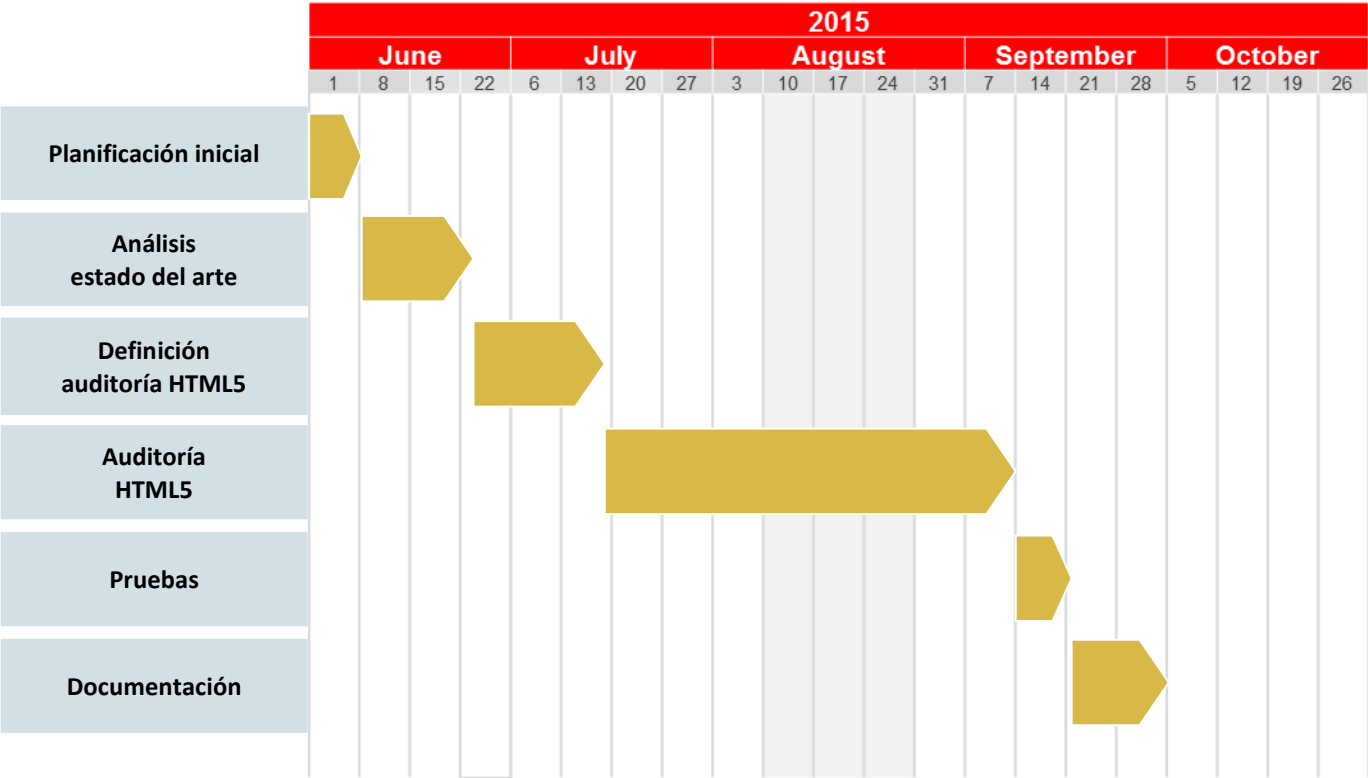 2015
June July August September October
1 8 15 22 6 13 20 27 3 10 17 24 31 7 14 21 28 5 12 19 26
Planificación inicial
Análisis
estado del arte
Definición
auditoría HTML5
Auditoría
HTML5
Pruebas
Documentación